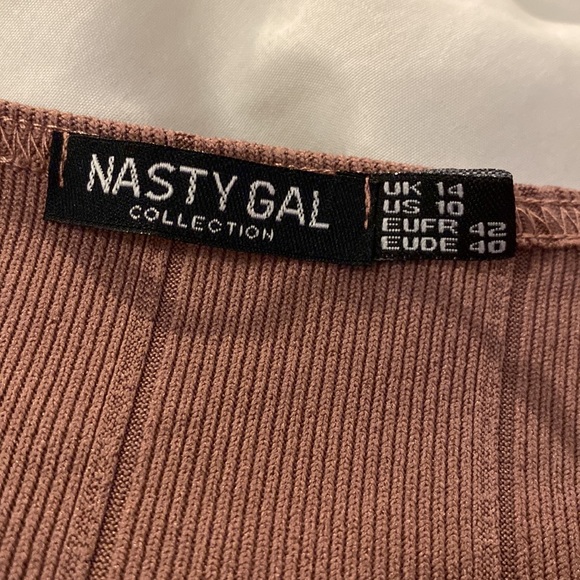 NASTY GAL
COLLECTION
UK 14
US 10
EUFR 42
EUDE 40